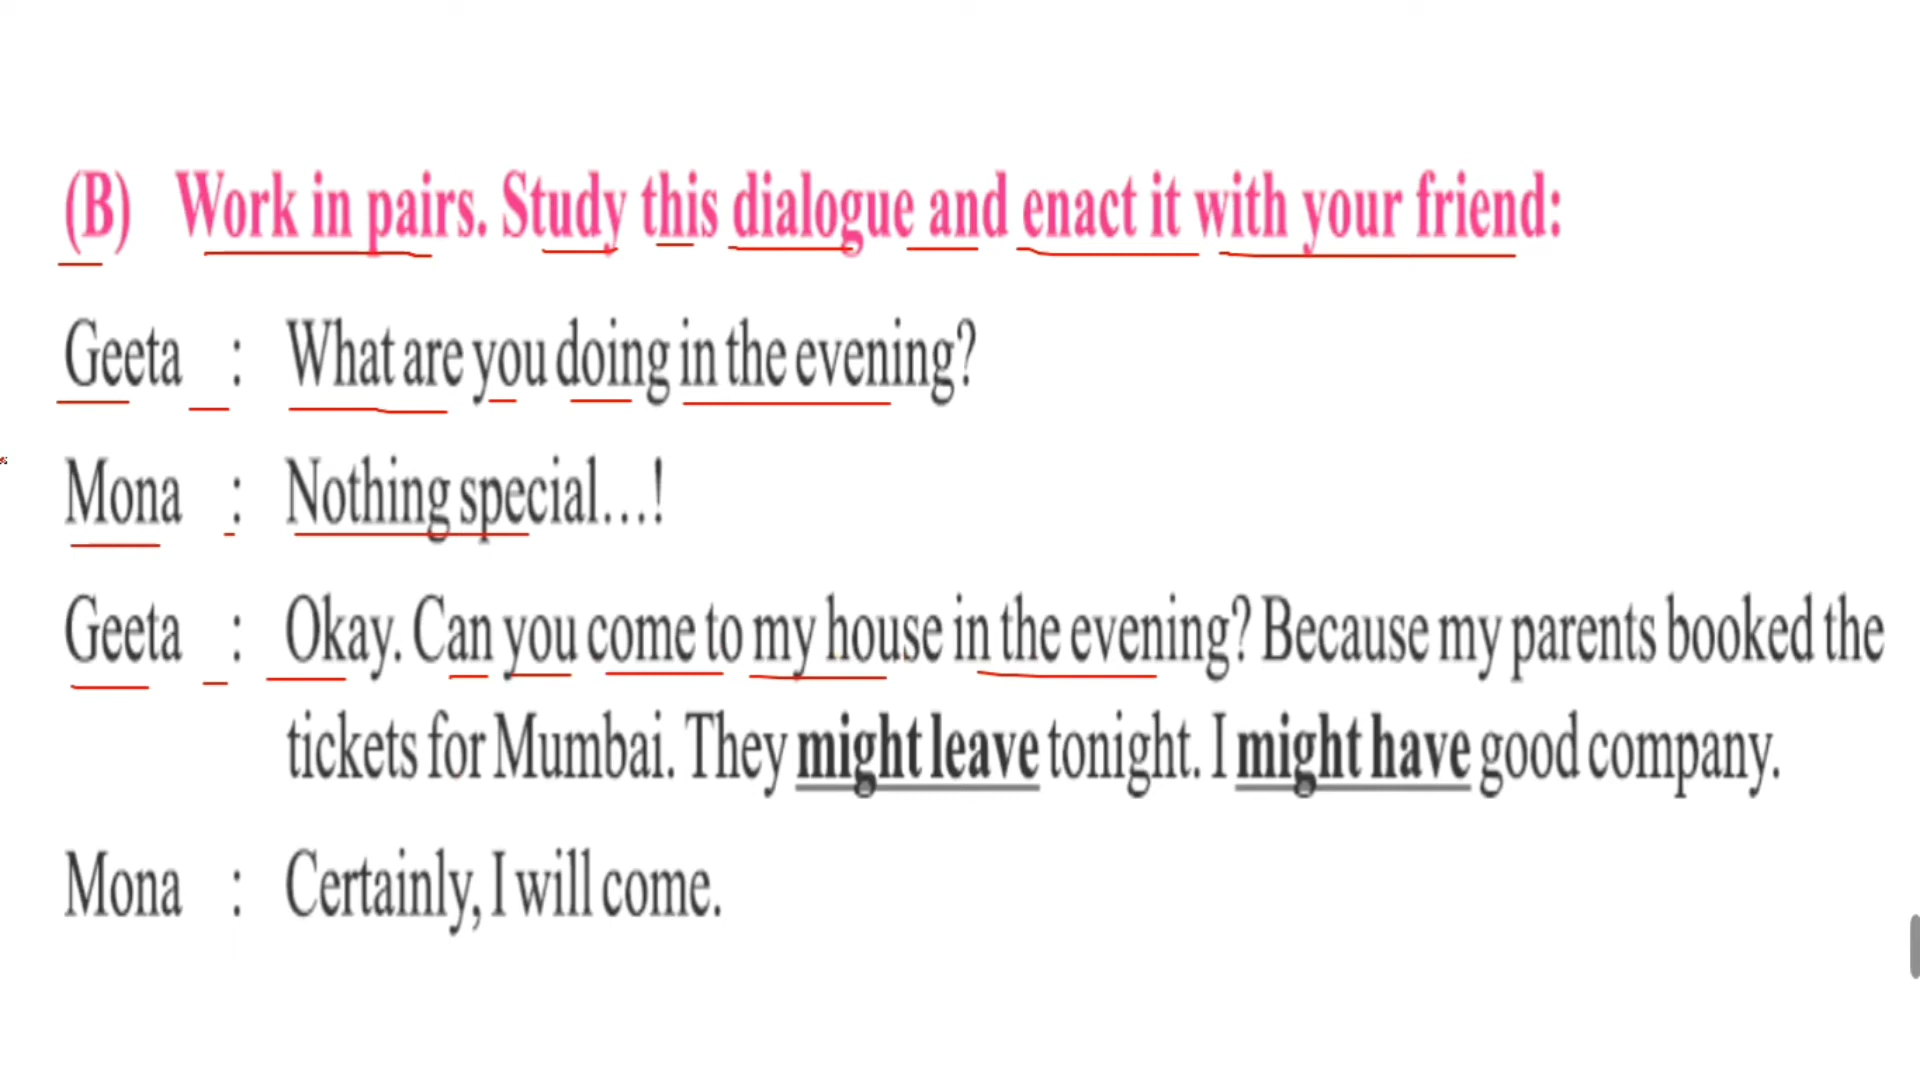 (B) Work in pairs. Study this dialogue and enact it with your friend:
Geeta : What are you doing in the evening?
Mona : Nothing special...!
Geeta : Okay. Can you come to my house in the evening? Because my parents booked the
tickets for Mumbai. They might leave tonight. I might have good company.
Mona : Certainly, I will come.